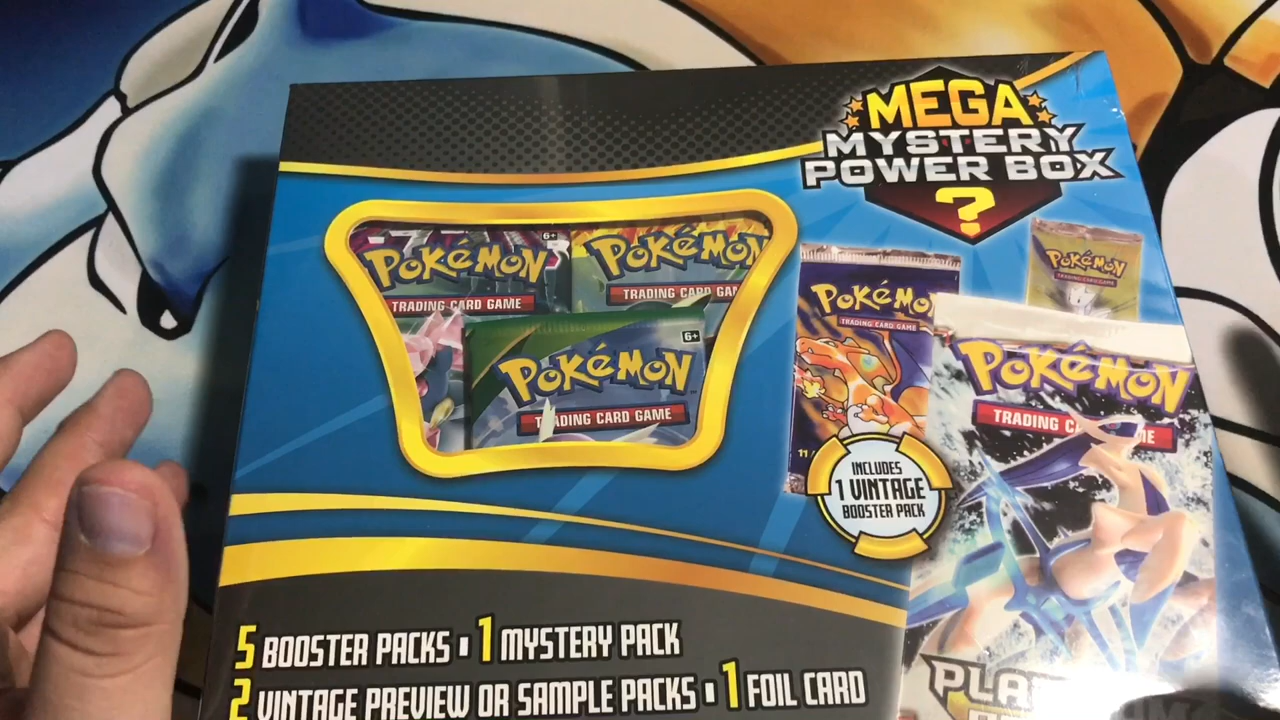 MEGA
MYSTERY
POWER BOX
?
POKéMON
TRADING CARD GAME
6+
POKéMON
TRADING CARD
POKéMON
TRADING CARD GAME
6+
POKéMO
TRADING CARD GAME
POKéMON
TRADING CARD GAME
POKéMON
TRADING
INCLUDES
1 VINTAGE
BOOSTER PACK
5 BOOSTER PACKS ▪ 1 MYSTERY PACK
2 VINTAGE PREVIEW OR SAMPLE PACKS ▪ 1 FOIL CARD